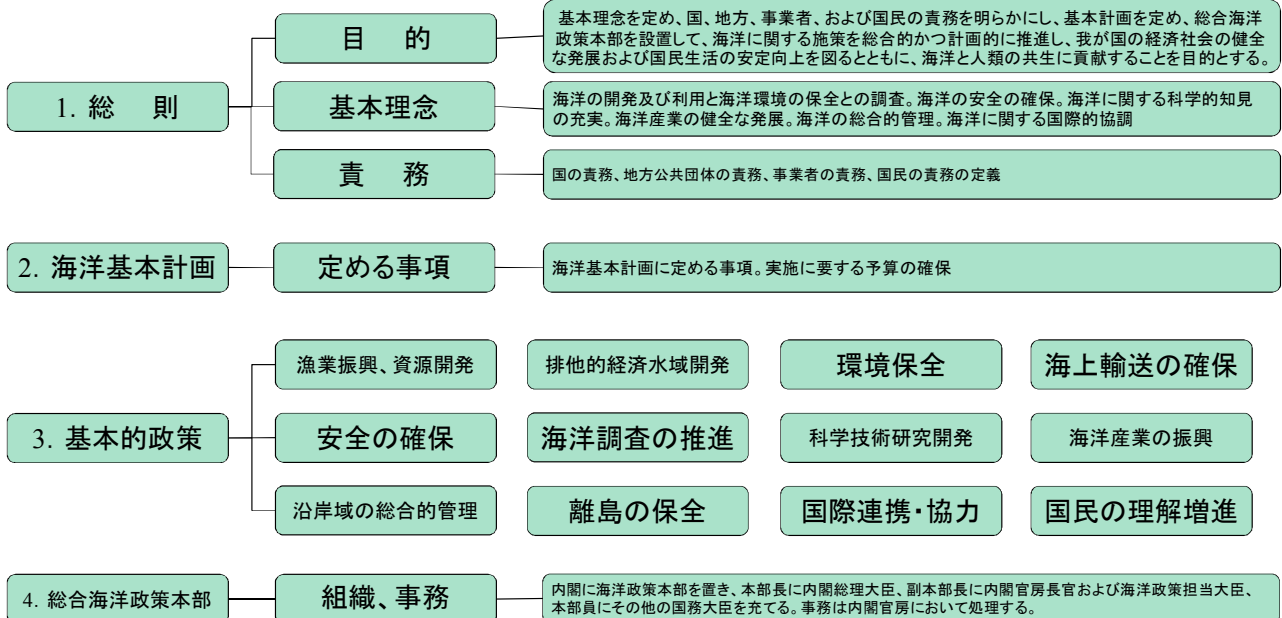 目 的
基本理念を定め、国、地方、事業者、および国民の責務を明らかにし、基本計画を定め、総合海洋
政策本部を設置して、海洋に関する施策を総合的かつ計画的に推進し、我が国の経済社会の健全
な発展および国民生活の安定向上を図るとともに、海洋と人類の共生に貢献することを目的とする。
1. 総 則
基本理念
海洋の開発及び利用と海洋環境の保全との調査。海洋の安全の確保。海洋に関する科学的知見
の充実。海洋産業の健全な発展。海洋の総合的管理。海洋に関する国際的協調
責 務
国の責務、地方公共団体の責務、事業者の責務、国民の責務の定義
2. 海洋基本計画
定める事項
海洋基本計画に定める事項。実施に要する予算の確保
漁業振興、資源開発
排他的経済水域開発
環境保全
海上輸送の確保
3. 基本的政策
安全の確保
海洋調査の推進
科学技術研究開発
海洋産業の振興
沿岸域の総合的管理
離島の保全
国際連携・協力
国民の理解増進
4. 総合海洋政策本部
組織、事務
内閣に海洋政策本部を置き、本部長に内閣総理大臣、副本部長に内閣官房長官および海洋政策担当大臣、
本部員にその他の国務大臣を充てる。事務は内閣官房において処理する。